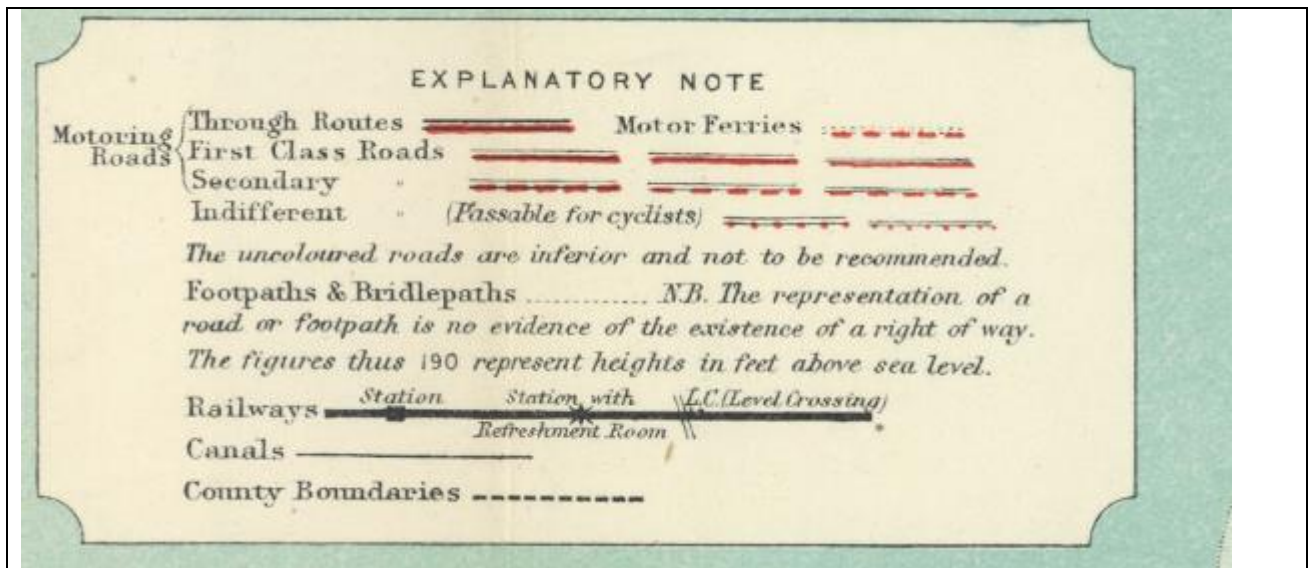 EXPLANATORY NOTE
Motoring Roads
Through Routes Motor Ferries
First Class Roads
Secondary "
Indifferent " (Passable for cyclists)
The uncoloured roads are inferior and not to be recommended.
Footpaths & Bridlepaths ............ N.B. The representation of a
road or footpath is no evidence of the existence of a right of way.
The figures thus 190 represent heights in feet above sea level.
Railways Station Station with L.C. (Level Crossing)
Refreshment Room
Canals
County Boundaries